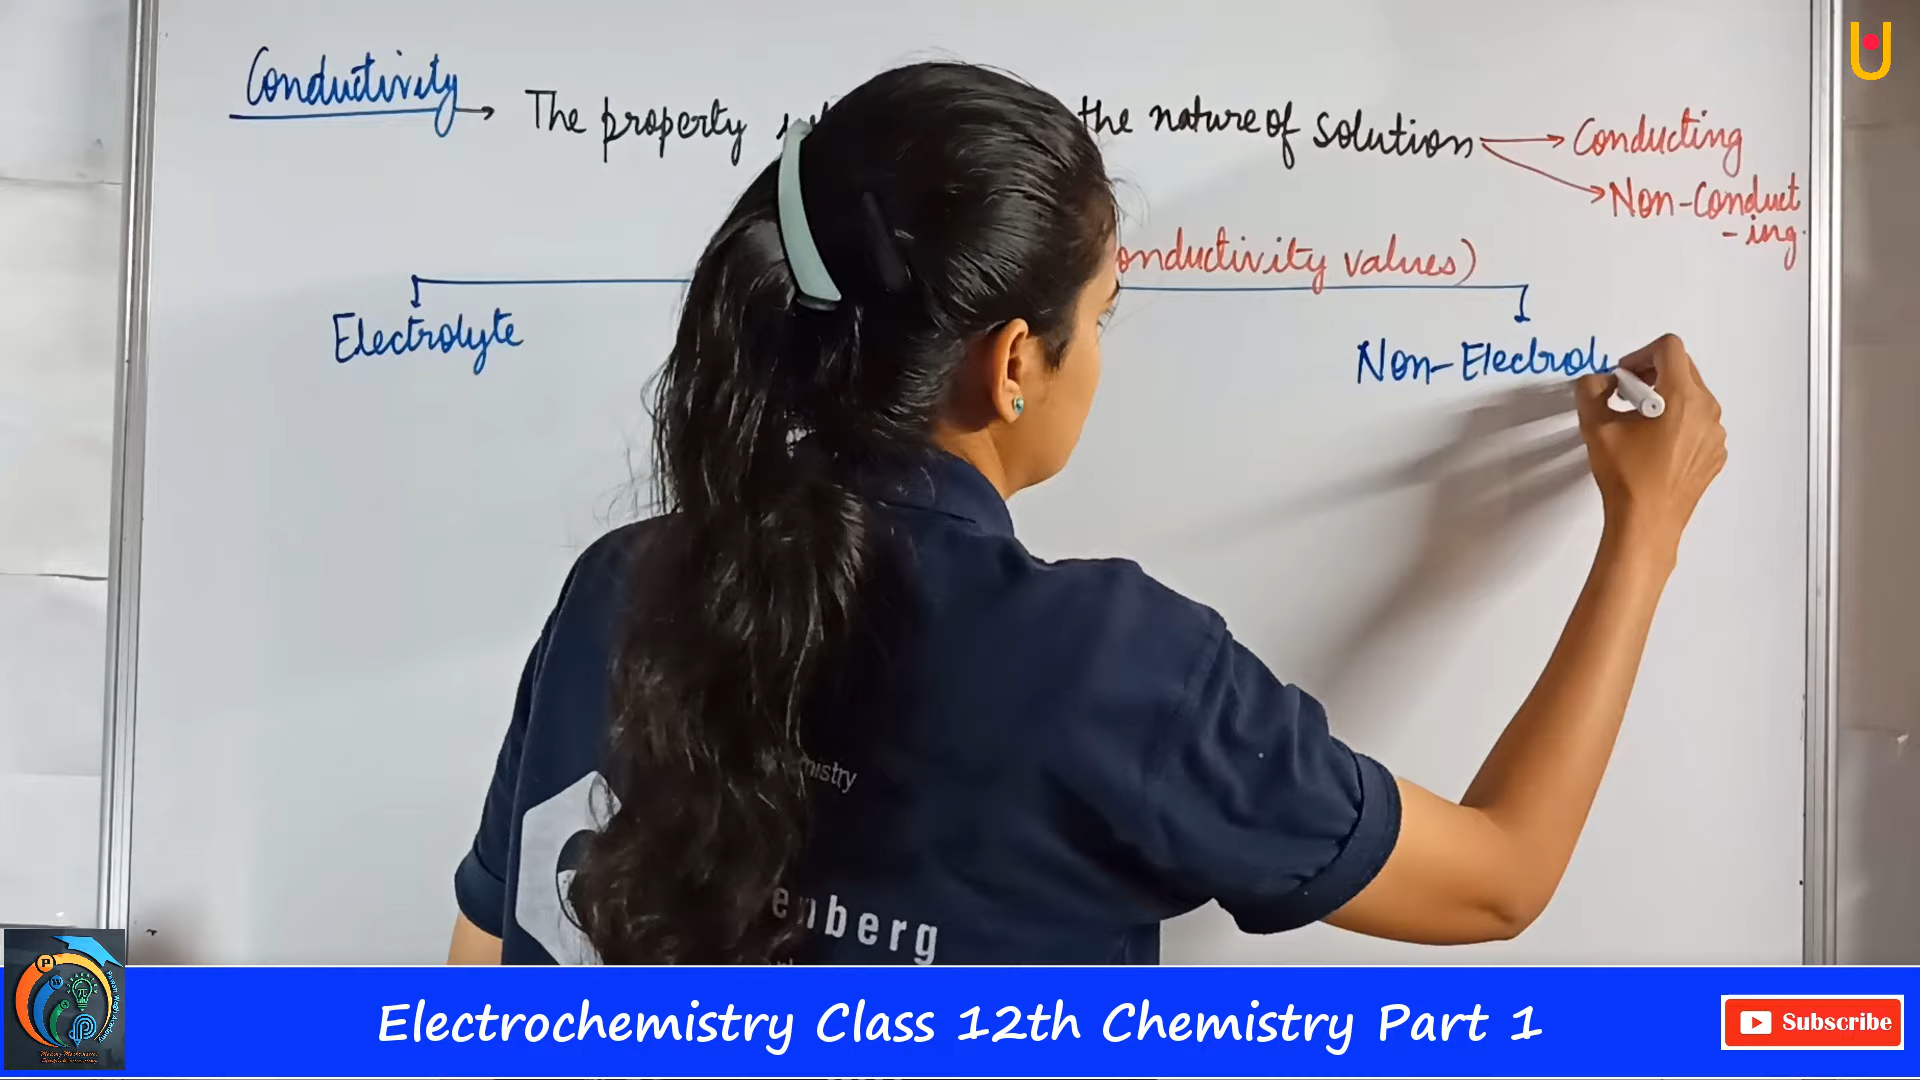 Conductivity → The property the nature of solution → Conducting
→ Non-Conduct
-ing.
onductivity values)
Electrolyte
Non-Electrol
mistry
enberg
Electrochemistry Class 12th Chemistry Part 1
Subscribe